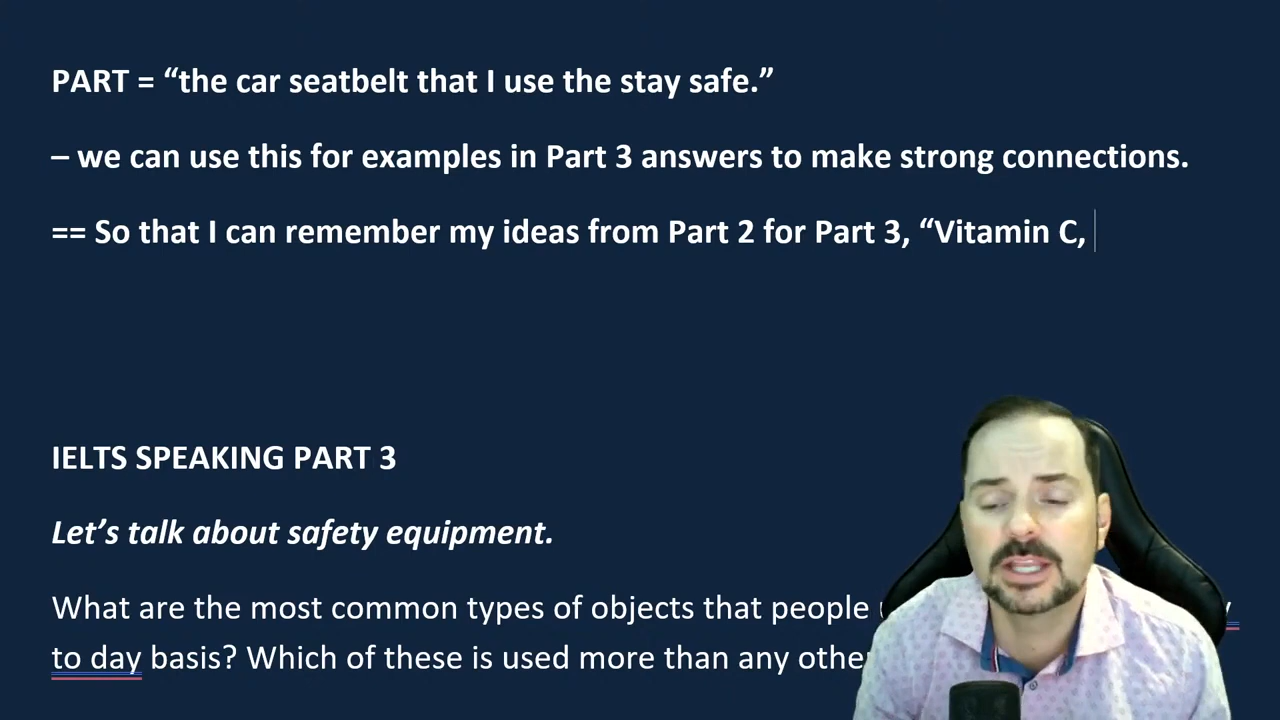 PART = “the car seatbelt that I use the stay safe.”
– we can use this for examples in Part 3 answers to make strong connections.
== So that I can remember my ideas from Part 2 for Part 3, “Vitamin C,
IELTS SPEAKING PART 3
Let’s talk about safety equipment.
What are the most common types of objects that people
to day basis? Which of these is used more than any othe